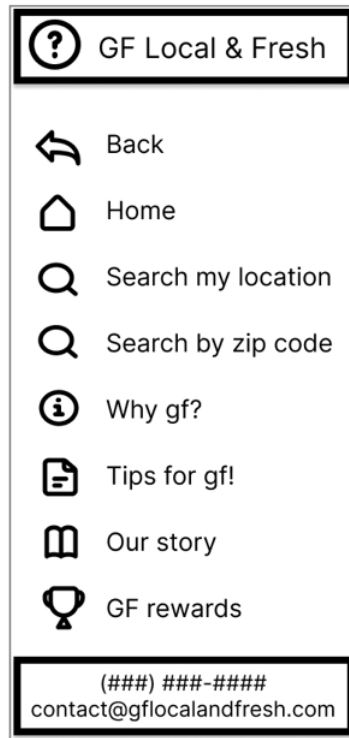 GF Local & Fresh
Back
Home
Search my location
Search by zip code
Why gf?
Tips for gf!
Our story
GF rewards
(###) ###-####
contact@gflocalandfresh.com